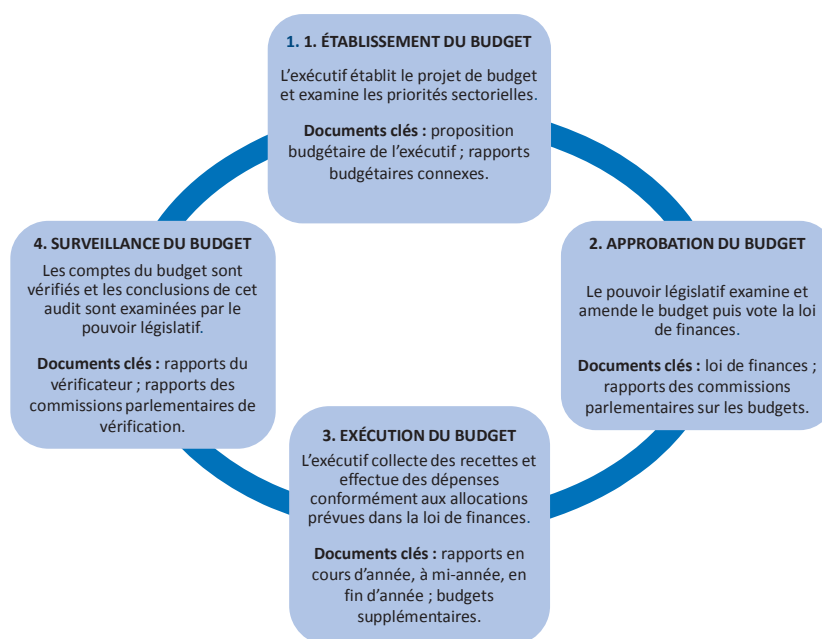 1. 1. ÉTABLISSEMENT DU BUDGET
L'exécutif établit le projet de budget
et examine les priorités sectorielles.
Documents clés : proposition
budgétaire de l'exécutif ; rapports
budgétaires connexes.
2. APPROBATION DU BUDGET
Le pouvoir législatif examine et
amende le budget puis vote la loi
de finances.
Documents clés : loi de finances ;
rapports des commissions
parlementaires sur les budgets.
3. EXÉCUTION DU BUDGET
L'exécutif collecte des recettes et
effectue des dépenses
conformément aux allocations
prévues dans la loi de finances.
Documents clés : rapports en
cours d'année, à mi-année, en
fin d'année ; budgets
supplémentaires.
4. SURVEILLANCE DU BUDGET
Les comptes du budget sont
vérifiés et les conclusions de cet
audit sont examinées par le
pouvoir législatif.
Documents clés : rapports du
vérificateur ; rapports des
commissions parlementaires de
vérification.